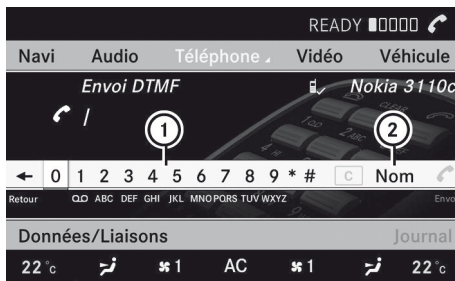 READY
Navi Audio Téléphone Vidéo Véhicule
Envoi DTMF Nokia 3110c
/
1 2
← 0 1 2 3 4 5 6 7 8 9 * # C Nom
Retour ABC DEF GHI JKL MNO PQRS TUV WXYZ Envo
Données/Liaisons Journal
22°c 1 AC 1 22°c